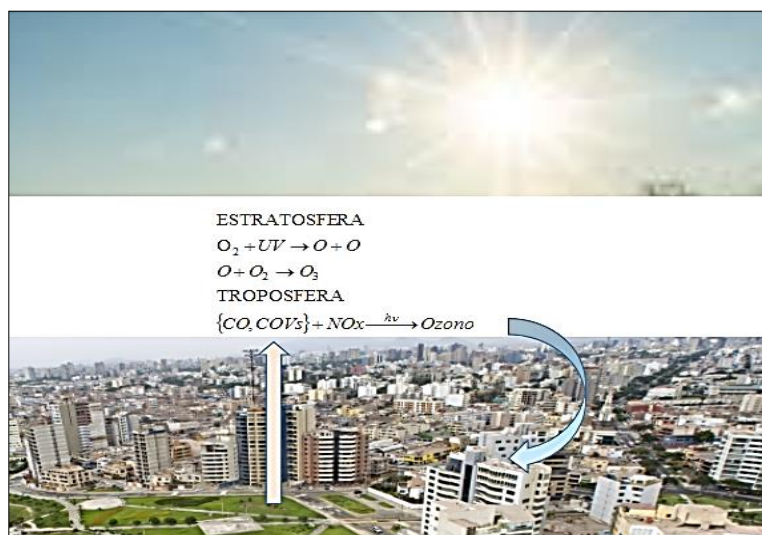 ESTRATOSFERA
O₂ + UV → O + O
O + O₂ → O₃
TROPOSFERA
{CO, COVs} + NOx —hν→ Ozono